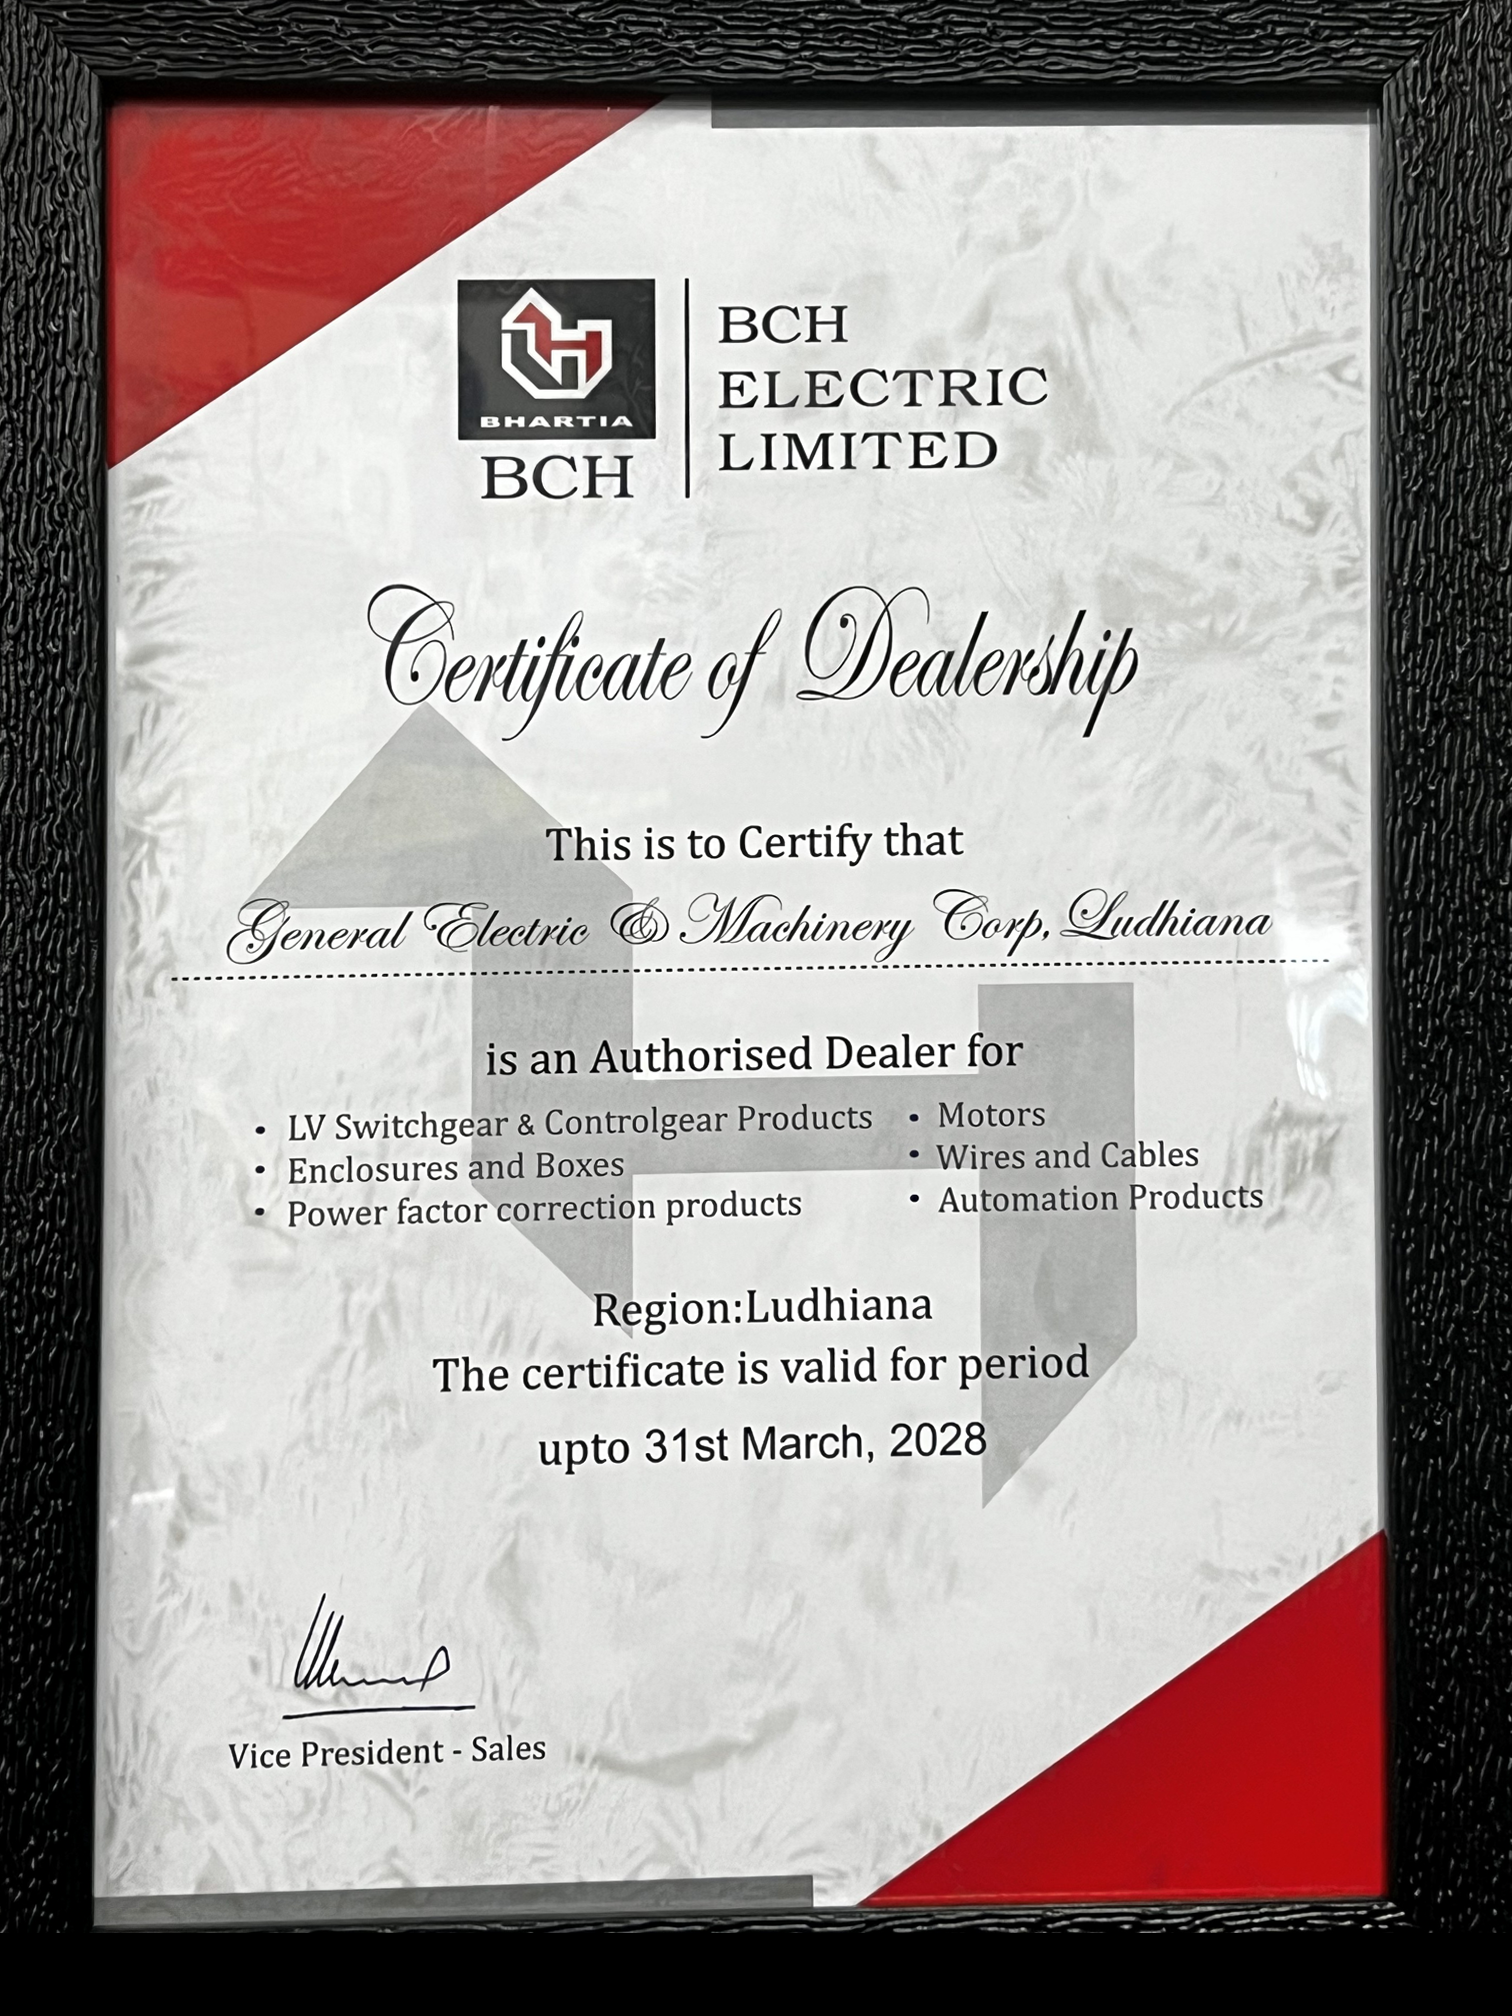 BHARTIA
BCH
BCH
ELECTRIC
LIMITED
Certificate of Dealership
This is to Certify that
General Electric & Machinery Corp, Ludhiana
is an Authorised Dealer for
• LV Switchgear & Controlgear Products
• Enclosures and Boxes
• Power factor correction products
• Motors
• Wires and Cables
• Automation Products
Region:Ludhiana
The certificate is valid for period
upto 31st March, 2028
Vice President - Sales